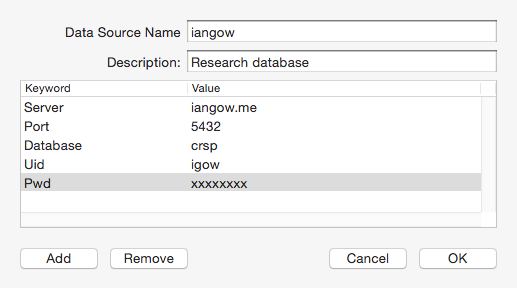 Data Source Name iangow
Description: Research database
Keyword Value
Server iangow.me
Port 5432
Database crsp
Uid igow
Pwd xxxxxxxx
Add Remove Cancel OK